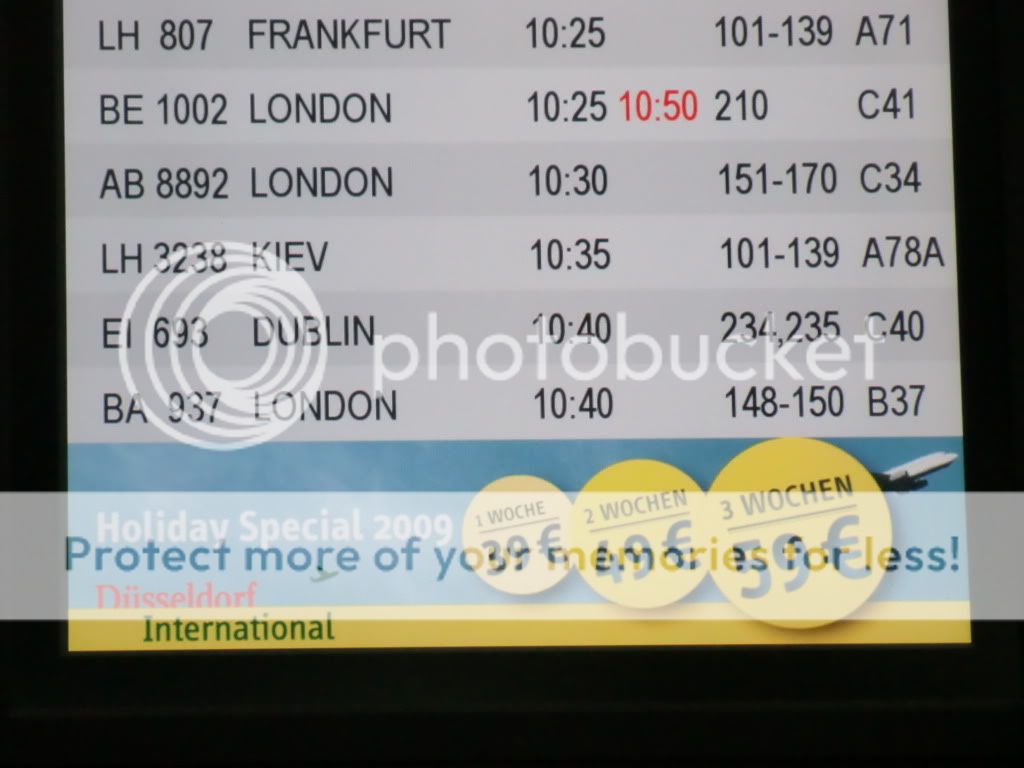 LH 807 FRANKFURT 10:25 101-139 A71
BE 1002 LONDON 10:25 10:50 210 C41
AB 8892 LONDON 10:30 151-170 C34
LH 3238 KIEV 10:35 101-139 A78A
EI 693 DUBLIN 10:40 234,235 C40
photobucket
BA 937 LONDON 10:40 148-150 B37
1 WOCHE 39€
2 WOCHEN 49€
3 WOCHEN 59€
Holiday Special 2009
Protect more of your memories for less!
Düsseldorf
International